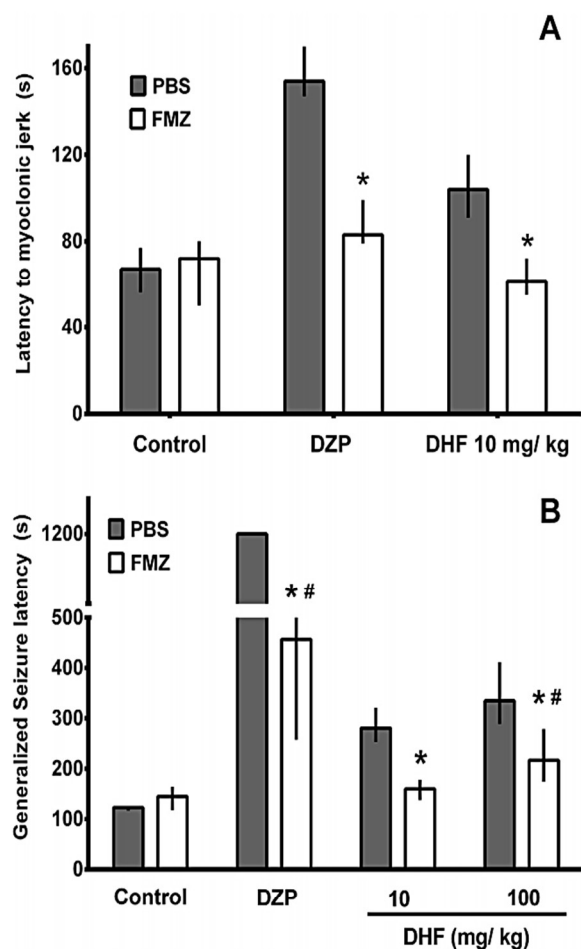 A
Latency to myoclonic jerk (s)
160
120
80
40
0
PBS
FMZ
*
*
Control DZP DHF 10 mg/ kg
B
Generalized Seizure latency (s)
1200
500
400
300
200
100
0
PBS
FMZ
* #
*
* #
Control DZP 10 100
DHF (mg/ kg)